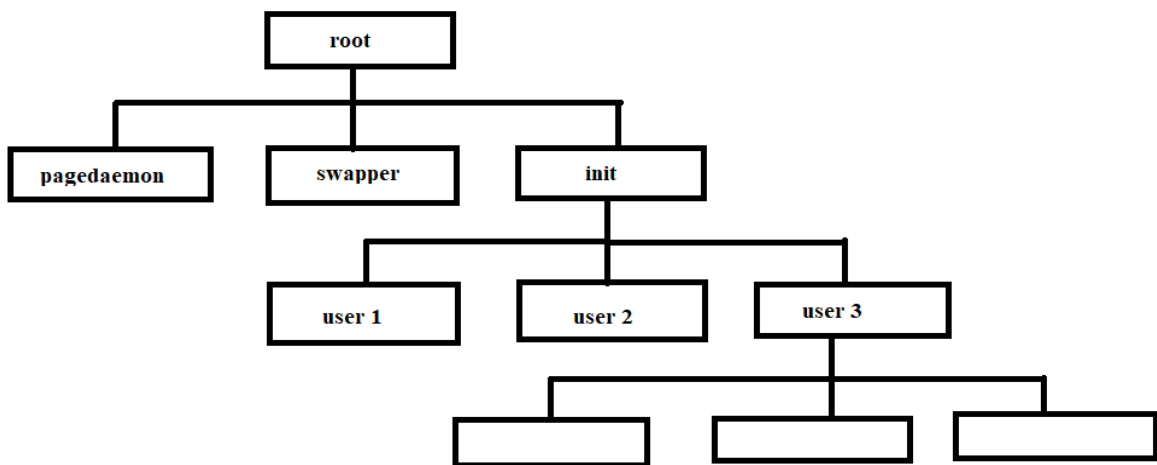 root
pagedaemon
swapper
init
user 1
user 2
user 3